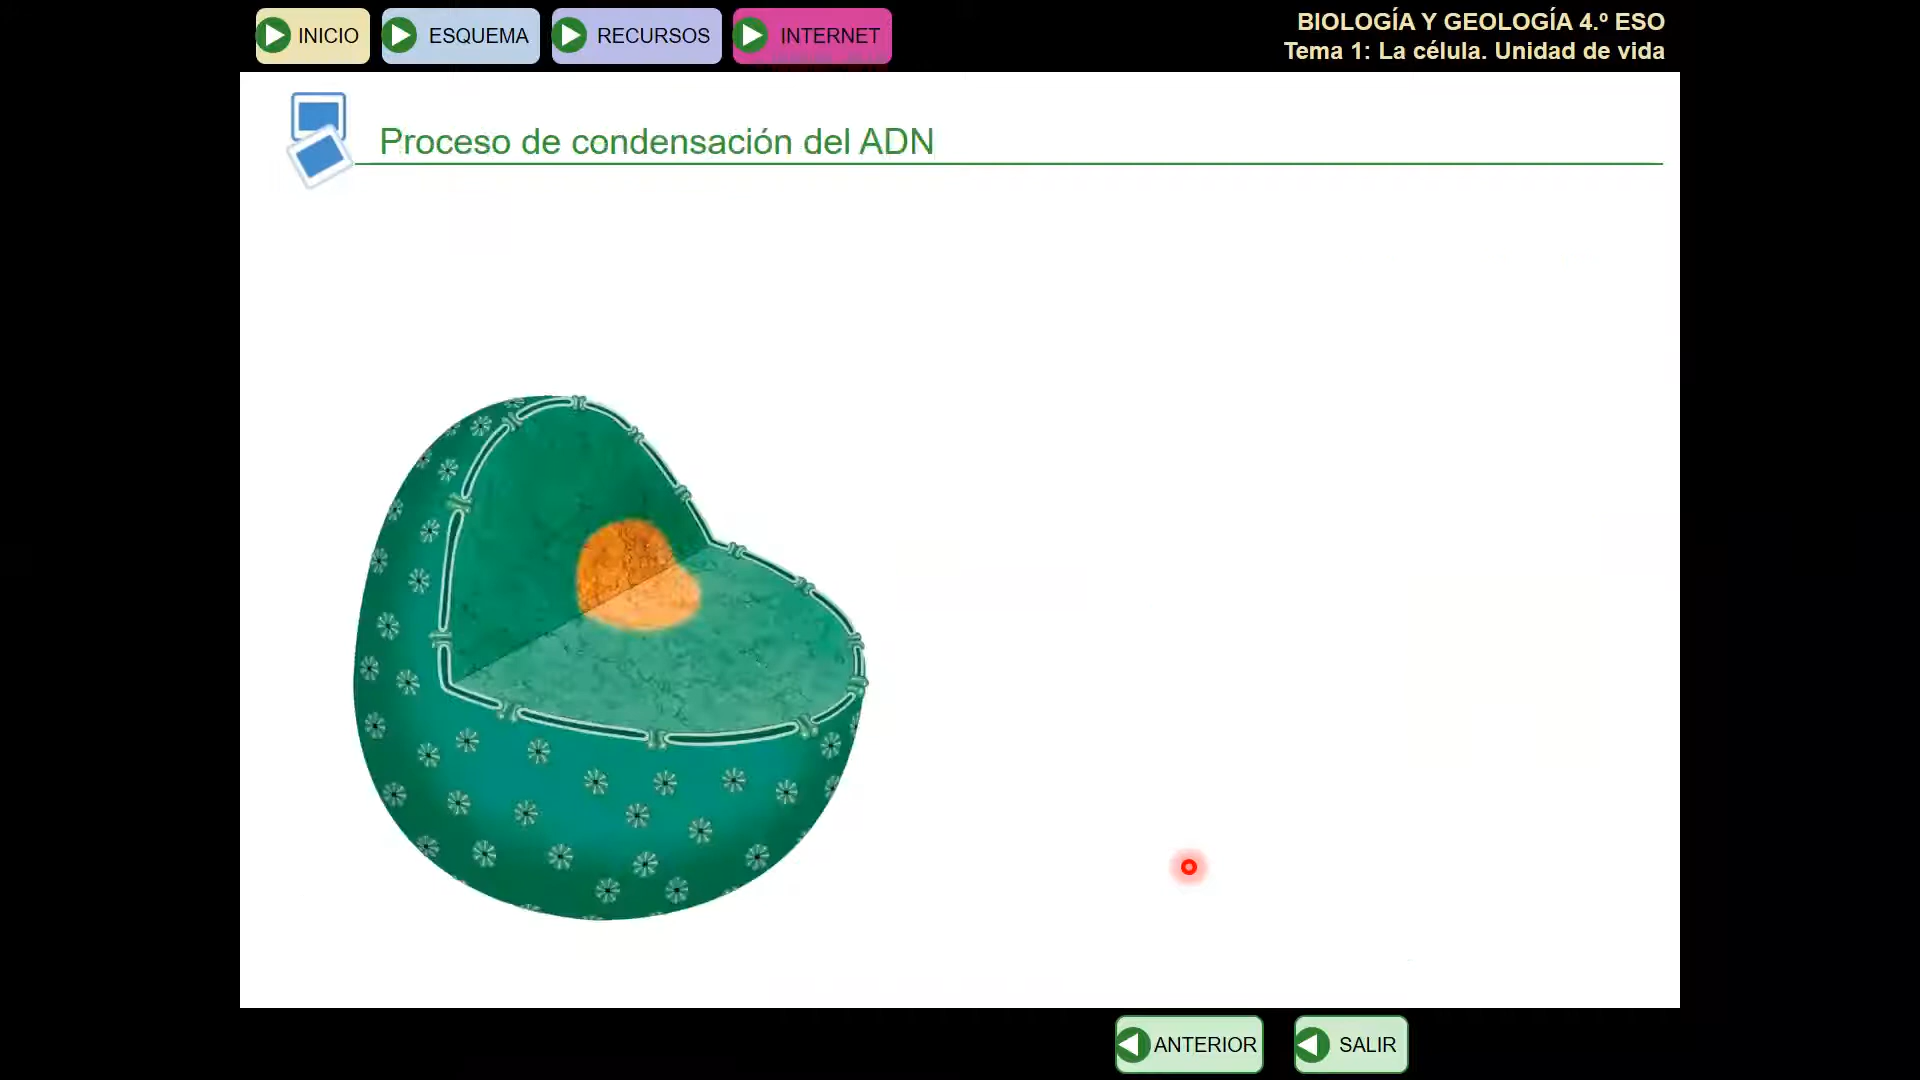 INICIO
ESQUEMA
RECURSOS
INTERNET
BIOLOGÍA Y GEOLOGÍA 4.º ESO
Tema 1: La célula. Unidad de vida
Proceso de condensación del ADN
ANTERIOR
SALIR